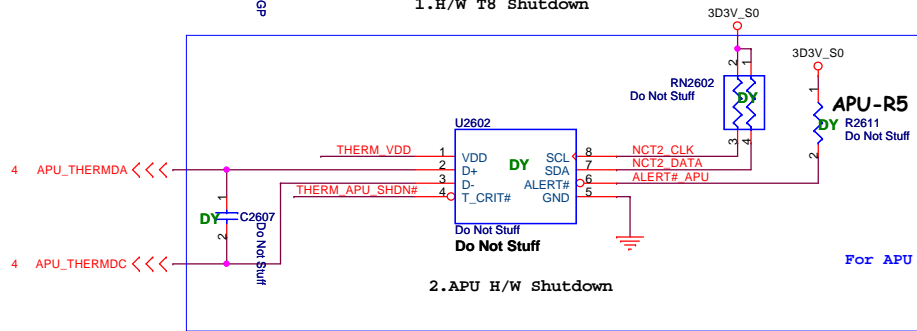 GP
1.H/W T8 Shutdown
3D3V_S0
3D3V_S0
RN2602
Do Not Stuff
2 1
DY
3 4
1
APU-R5
R2611
DY
Do Not Stuff
2
U2602
THERM_VDD 1 VDD
4 APU_THERMDA 2 D+
3 D-
THERM_APU_SHDN# 4 T_CRIT#
DY
SCL 8 NCT2_CLK
SDA 7 NCT2_DATA
ALERT# 6 ALERT#_APU
GND 5
Do Not Stuff
Do Not Stuff
1
DY C2607
2
Do Not Stuff
4 APU_THERMDC
For APU
2.APU H/W Shutdown